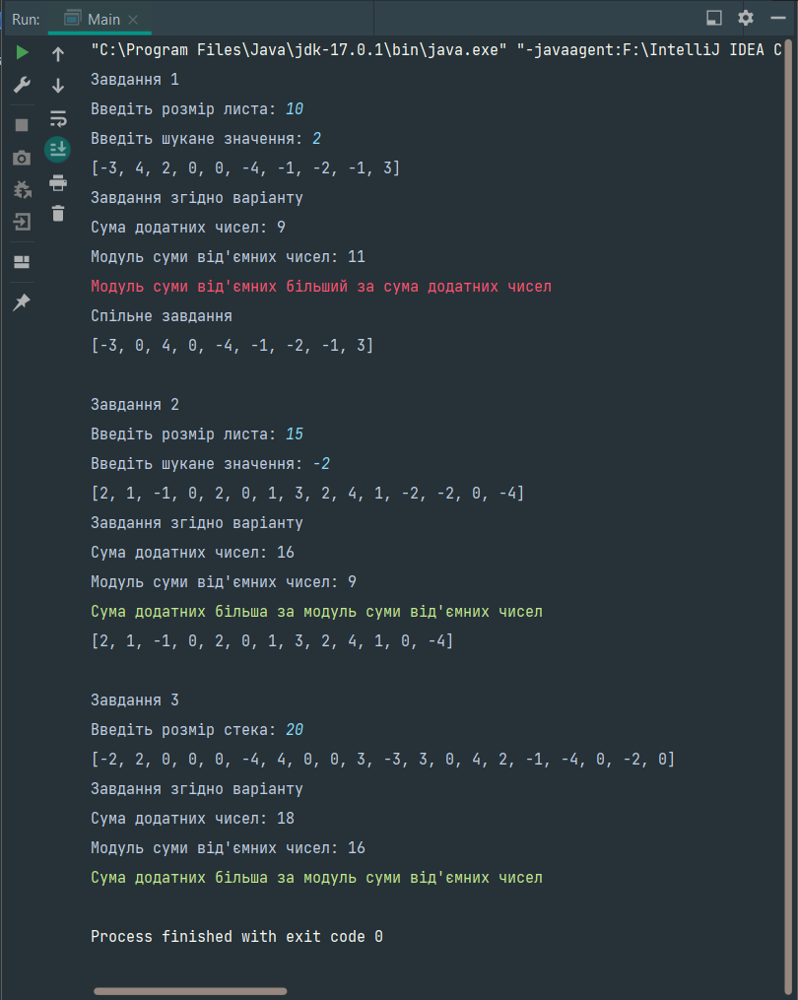 Run: Main
"C:\Program Files\Java\jdk-17.0.1\bin\java.exe" "-javaagent:F:\IntelliJ IDEA C
Завдання 1
Введіть розмір листа: 10
Введіть шукане значення: 2
[-3, 4, 2, 0, 0, -4, -1, -2, -1, 3]
Завдання згідно варіанту
Сума додатних чисел: 9
Модуль суми від'ємних чисел: 11
Модуль суми від'ємних більший за сума додатних чисел
Спільне завдання
[-3, 0, 4, 0, -4, -1, -2, -1, 3]
Завдання 2
Введіть розмір листа: 15
Введіть шукане значення: -2
[2, 1, -1, 0, 2, 0, 1, 3, 2, 4, 1, -2, -2, 0, -4]
Завдання згідно варіанту
Сума додатних чисел: 16
Модуль суми від'ємних чисел: 9
Сума додатних більша за модуль суми від'ємних чисел
[2, 1, -1, 0, 2, 0, 1, 3, 2, 4, 1, 0, -4]
Завдання 3
Введіть розмір стека: 20
[-2, 2, 0, 0, 0, -4, 4, 0, 0, 3, -3, 3, 0, 4, 2, -1, -4, 0, -2, 0]
Завдання згідно варіанту
Сума додатних чисел: 18
Модуль суми від'ємних чисел: 16
Сума додатних більша за модуль суми від'ємних чисел
Process finished with exit code 0